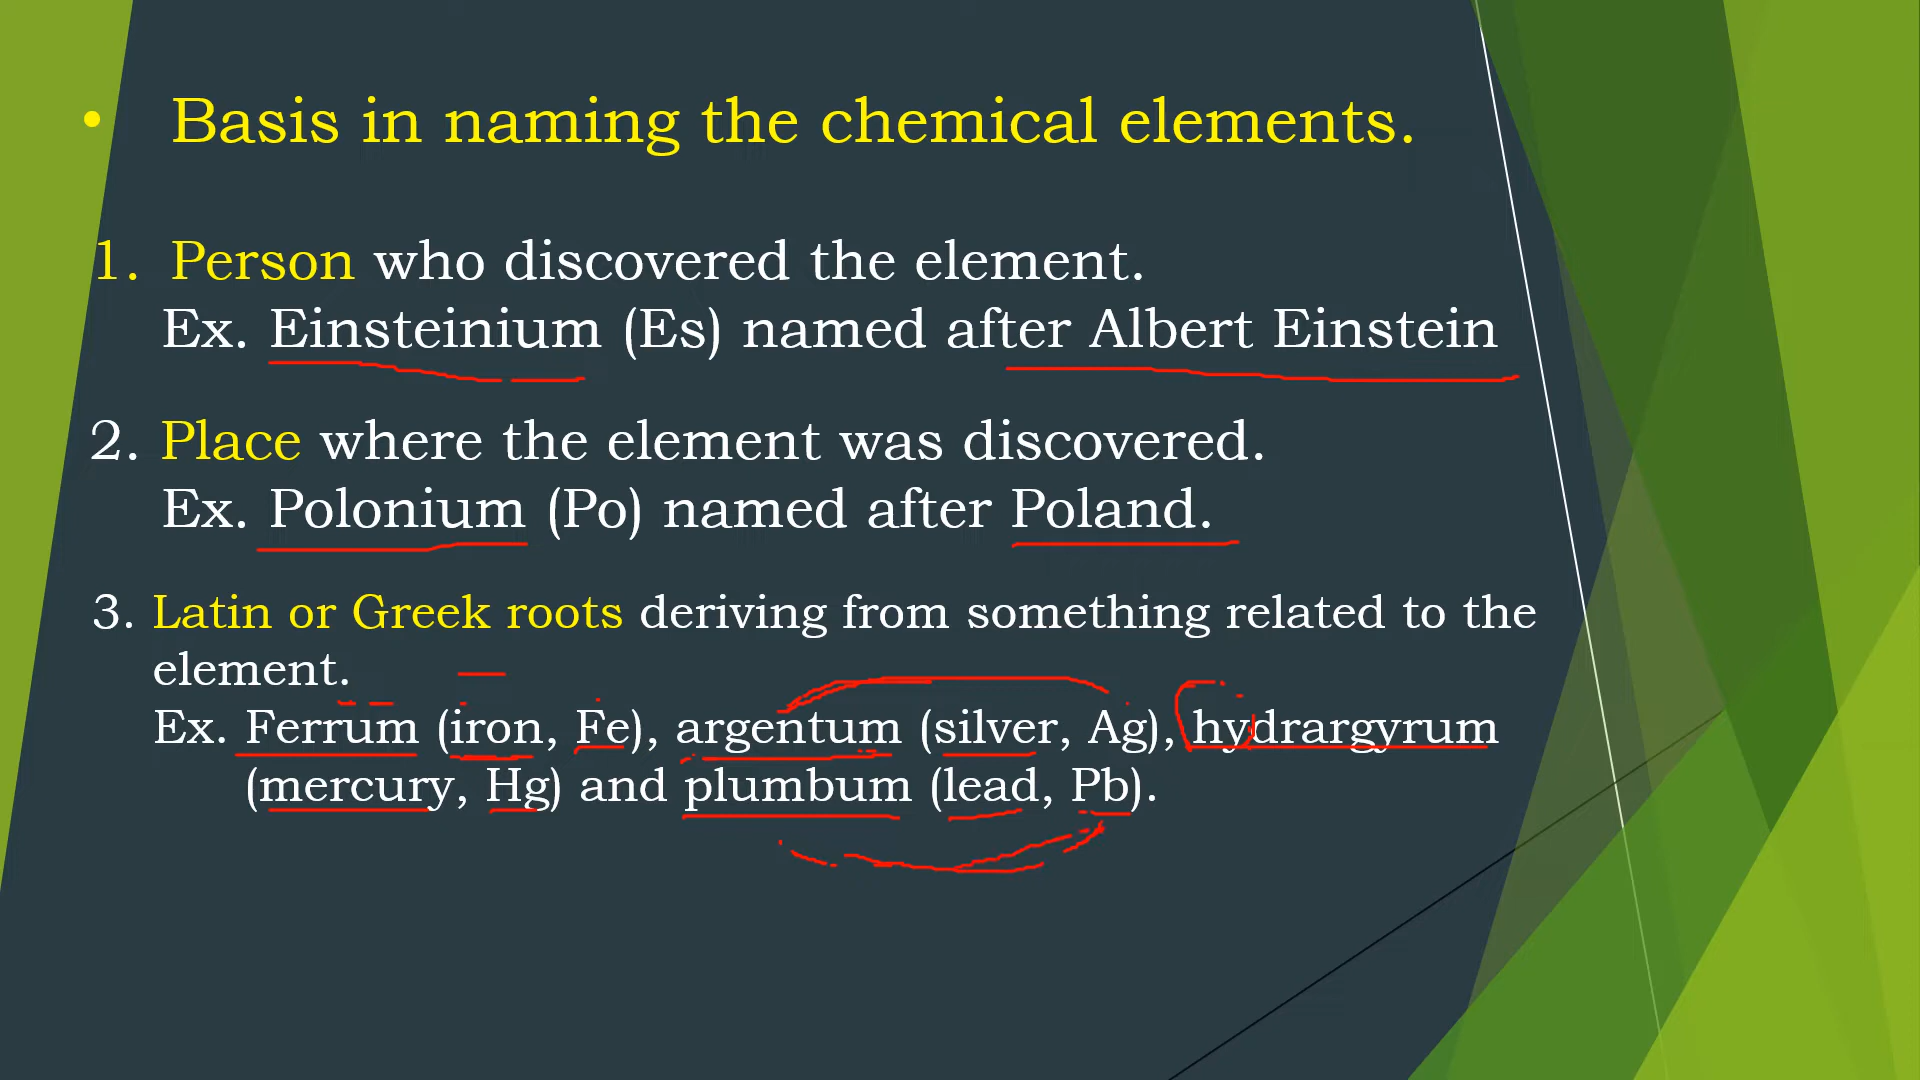 • Basis in naming the chemical elements.
1. Person who discovered the element.
Ex. Einsteinium (Es) named after Albert Einstein
2. Place where the element was discovered.
Ex. Polonium (Po) named after Poland.
3. Latin or Greek roots deriving from something related to the
element.
Ex. Ferrum (iron, Fe), argentum (silver, Ag), hydrargyrum
(mercury, Hg) and plumbum (lead, Pb).